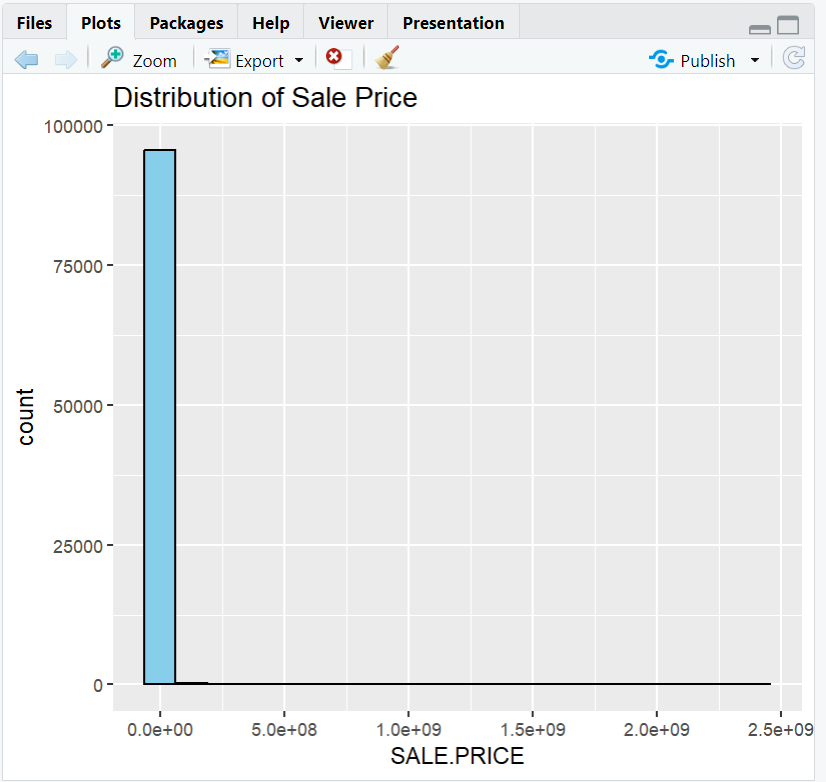 Files Plots Packages Help Viewer Presentation
Zoom Export Publish
Distribution of Sale Price
100000
75000
50000
25000
0
count
0.0e+00 5.0e+08 1.0e+09 1.5e+09 2.0e+09 2.5e+09
SALE.PRICE